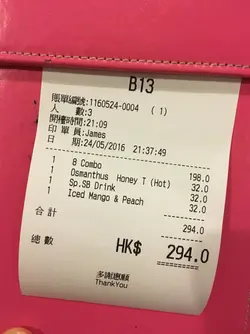 B13
賬單編號:1160524-0004 (1)
人 數:3
開檯時間:21:09
印單員:James
日 期:24/05/2016 21:37:49
1 B Combo 198.0
1 Osmanthus Honey T (Hot) 32.0
1 Sp.SB Drink 32.0
1 Iced Mango & Peach 32.0
合計 294.0
總數 HK$ 294.0
多謝惠顧
ThankYou